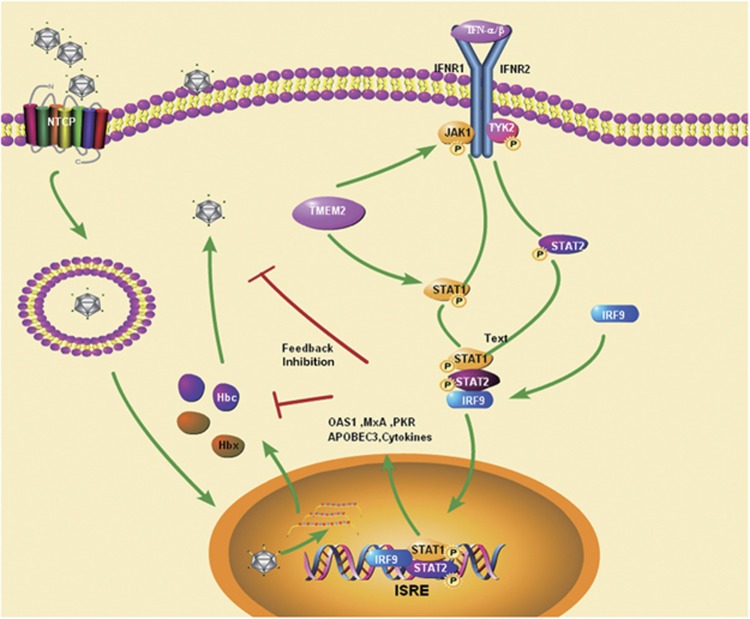 IFN-α/β
IFNR1
IFNR2
N
NTCP
C
JAK1
P
TYK2
P
TMEM2
STAT2
P
STAT1
P
IRF9
Text
STAT1
P
STAT2
P
IRF9
Feedback
Inhibition
Hbc
Hbx
OAS1 ,MxA ,PKR
APOBEC3,Cytokines
IRF9
STAT1
P
STAT2
P
ISRE